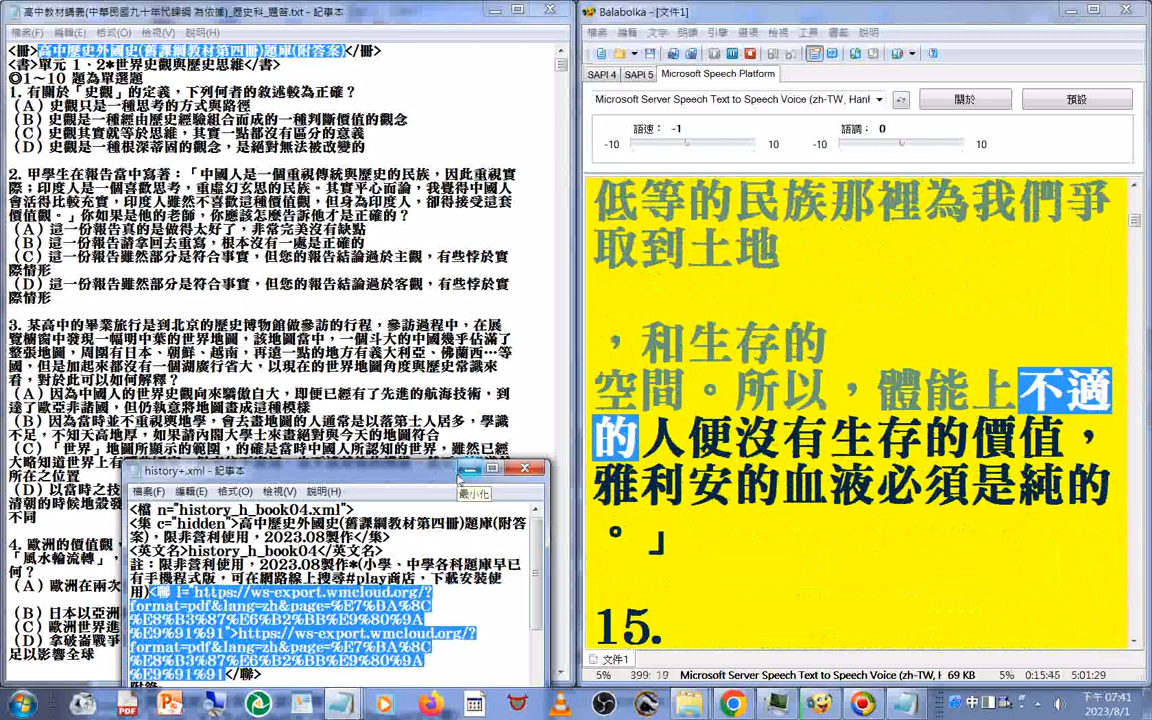 高中教材講義(中華民國九十年代課綱 為依據)_歷史科_題答.txt - 記事本
檔案(F) 編輯(E) 格式(O) 檢視(V) 說明(H)
<冊>高中歷史外國史(舊課綱教材第四冊)題庫(附答案)</冊>
<書>單元 1、2*世界史觀與歷史思維</書>
◎1～10 題為單選題
1. 有關於「史觀」的定義，下列何者的敘述較為正確？
（A）史觀只是一種思考的方式與路徑
（B）史觀是一種經由歷史經驗組合而成的一種判斷價值的觀念
（C）史觀其實就等於思維，其實一點都沒有區分的意義
（D）史觀是一種根深蒂固的觀念，是絕對無法被改變的
2. 甲學生在報告當中寫著：「中國人是一個重視傳統與歷史的民族，因此重視實
際；印度人是一個喜歡思考，重虛幻玄思的民族。其實平心而論，我覺得中國人
會活得比較充實，印度人雖然不喜歡這種價值觀，但身為印度人，卻得接受這套
價值觀。」你如果是他的老師，你應該怎麼告訴他才是正確的？
（A）這一份報告真的是做得太好了，非常完美沒有缺點
（B）這一份報告請拿回去重寫，根本沒有一處是正確的
（C）這一份報告雖然部分是符合事實，但您的報告結論過於主觀，有些悖於實
際情形
（D）這一份報告雖然部分是符合事實，但您的報告結論過於客觀，有些悖於實
際情形
3. 某高中的畢業旅行是到北京的歷史博物館做參訪的行程，參訪過程中，在展
覽櫥窗中發現一幅明中葉的世界地圖，該地圖當中，一個斗大的中國幾乎佔滿了
整張地圖，周圍有日本、朝鮮、越南，再遠一點的地方有義大利亞、佛蘭西…等
國，但是加起來都沒有一個湖廣行省大，以現在的世界地圖角度與歷史常識來
看，對於此可以如何解釋？
（A）因為中國人的世界史觀向來驕傲自大，即便已經有了先進的航海技術，到
達了歐亞非諸國，但仍執意將地圖畫成這種模樣
（B）因為當時並不重視與地學，會去畫地圖的人通常是以落第士人居多，學識
不足，不知天高地厚，如果請內閣大學士來畫絕對與今天的地圖符合
（C）「世界」地圖所顯示的範圍，的確是當時中國人所認知的世界，雖然已經
大略知道世界上有
所在之位置
（D）以當時之技
清朝的時候地殼發
不同
4. 歐洲的價值觀，
「風水輪流轉」，
何？
（A）歐洲在兩次
（B）日本以亞洲
（C）歐洲世界進
（D）拿破崙戰爭
足以影響全球
history+.xml - 記事本
最小化
檔案(F) 編輯(E) 格式(O) 檢視(V) 說明(H)
<檔 n="history_h_book04.xml">
<集 c="hidden">高中歷史外國史(舊課綱教材第四冊)題庫(附答
案)，限非營利使用，2023.08製作</集>
<英文名>history_h_book04</英文名>
註：限非營利使用，2023.08製作*(小學、中學各科題庫早已
有手機程式版，可在網路線上搜尋#play商店，下載安裝使
用)<聯 l="https://ws-export.wmcloud.org/?
format=pdf&lang=zh&page=%E7%BA%8C
%E8%B3%87%E6%B2%BB%E9%80%9A
%E9%91%91">https://ws-export.wmcloud.org/?
format=pdf&lang=zh&page=%E7%BA%8C
%E8%B3%87%E6%B2%BB%E9%80%9A
%E9%91%91</聯>
附錄
Balabolka - [文件1]
檔案 編輯 文字 朗讀 引擎 選項 檢視 工具 書籤 說明
SAPI 4 SAPI 5 Microsoft Speech Platform
Microsoft Server Speech Text to Speech Voice (zh-TW, Hanl
關於 預設
語速： -1 語調： 0
-10 10 -10 10
低等的民族那裡為我們爭
取到土地
，和生存的
空間。所以，體能上不適
的人便沒有生存的價值，
雅利安的血液必須是純的
。」
15.
文件1
5% 399: 19 Microsoft Server Speech Text to Speech Voice (zh-TW, H 69 KB 5% 0:15:45 5:01:29
中
下午 07:41
2023/8/1